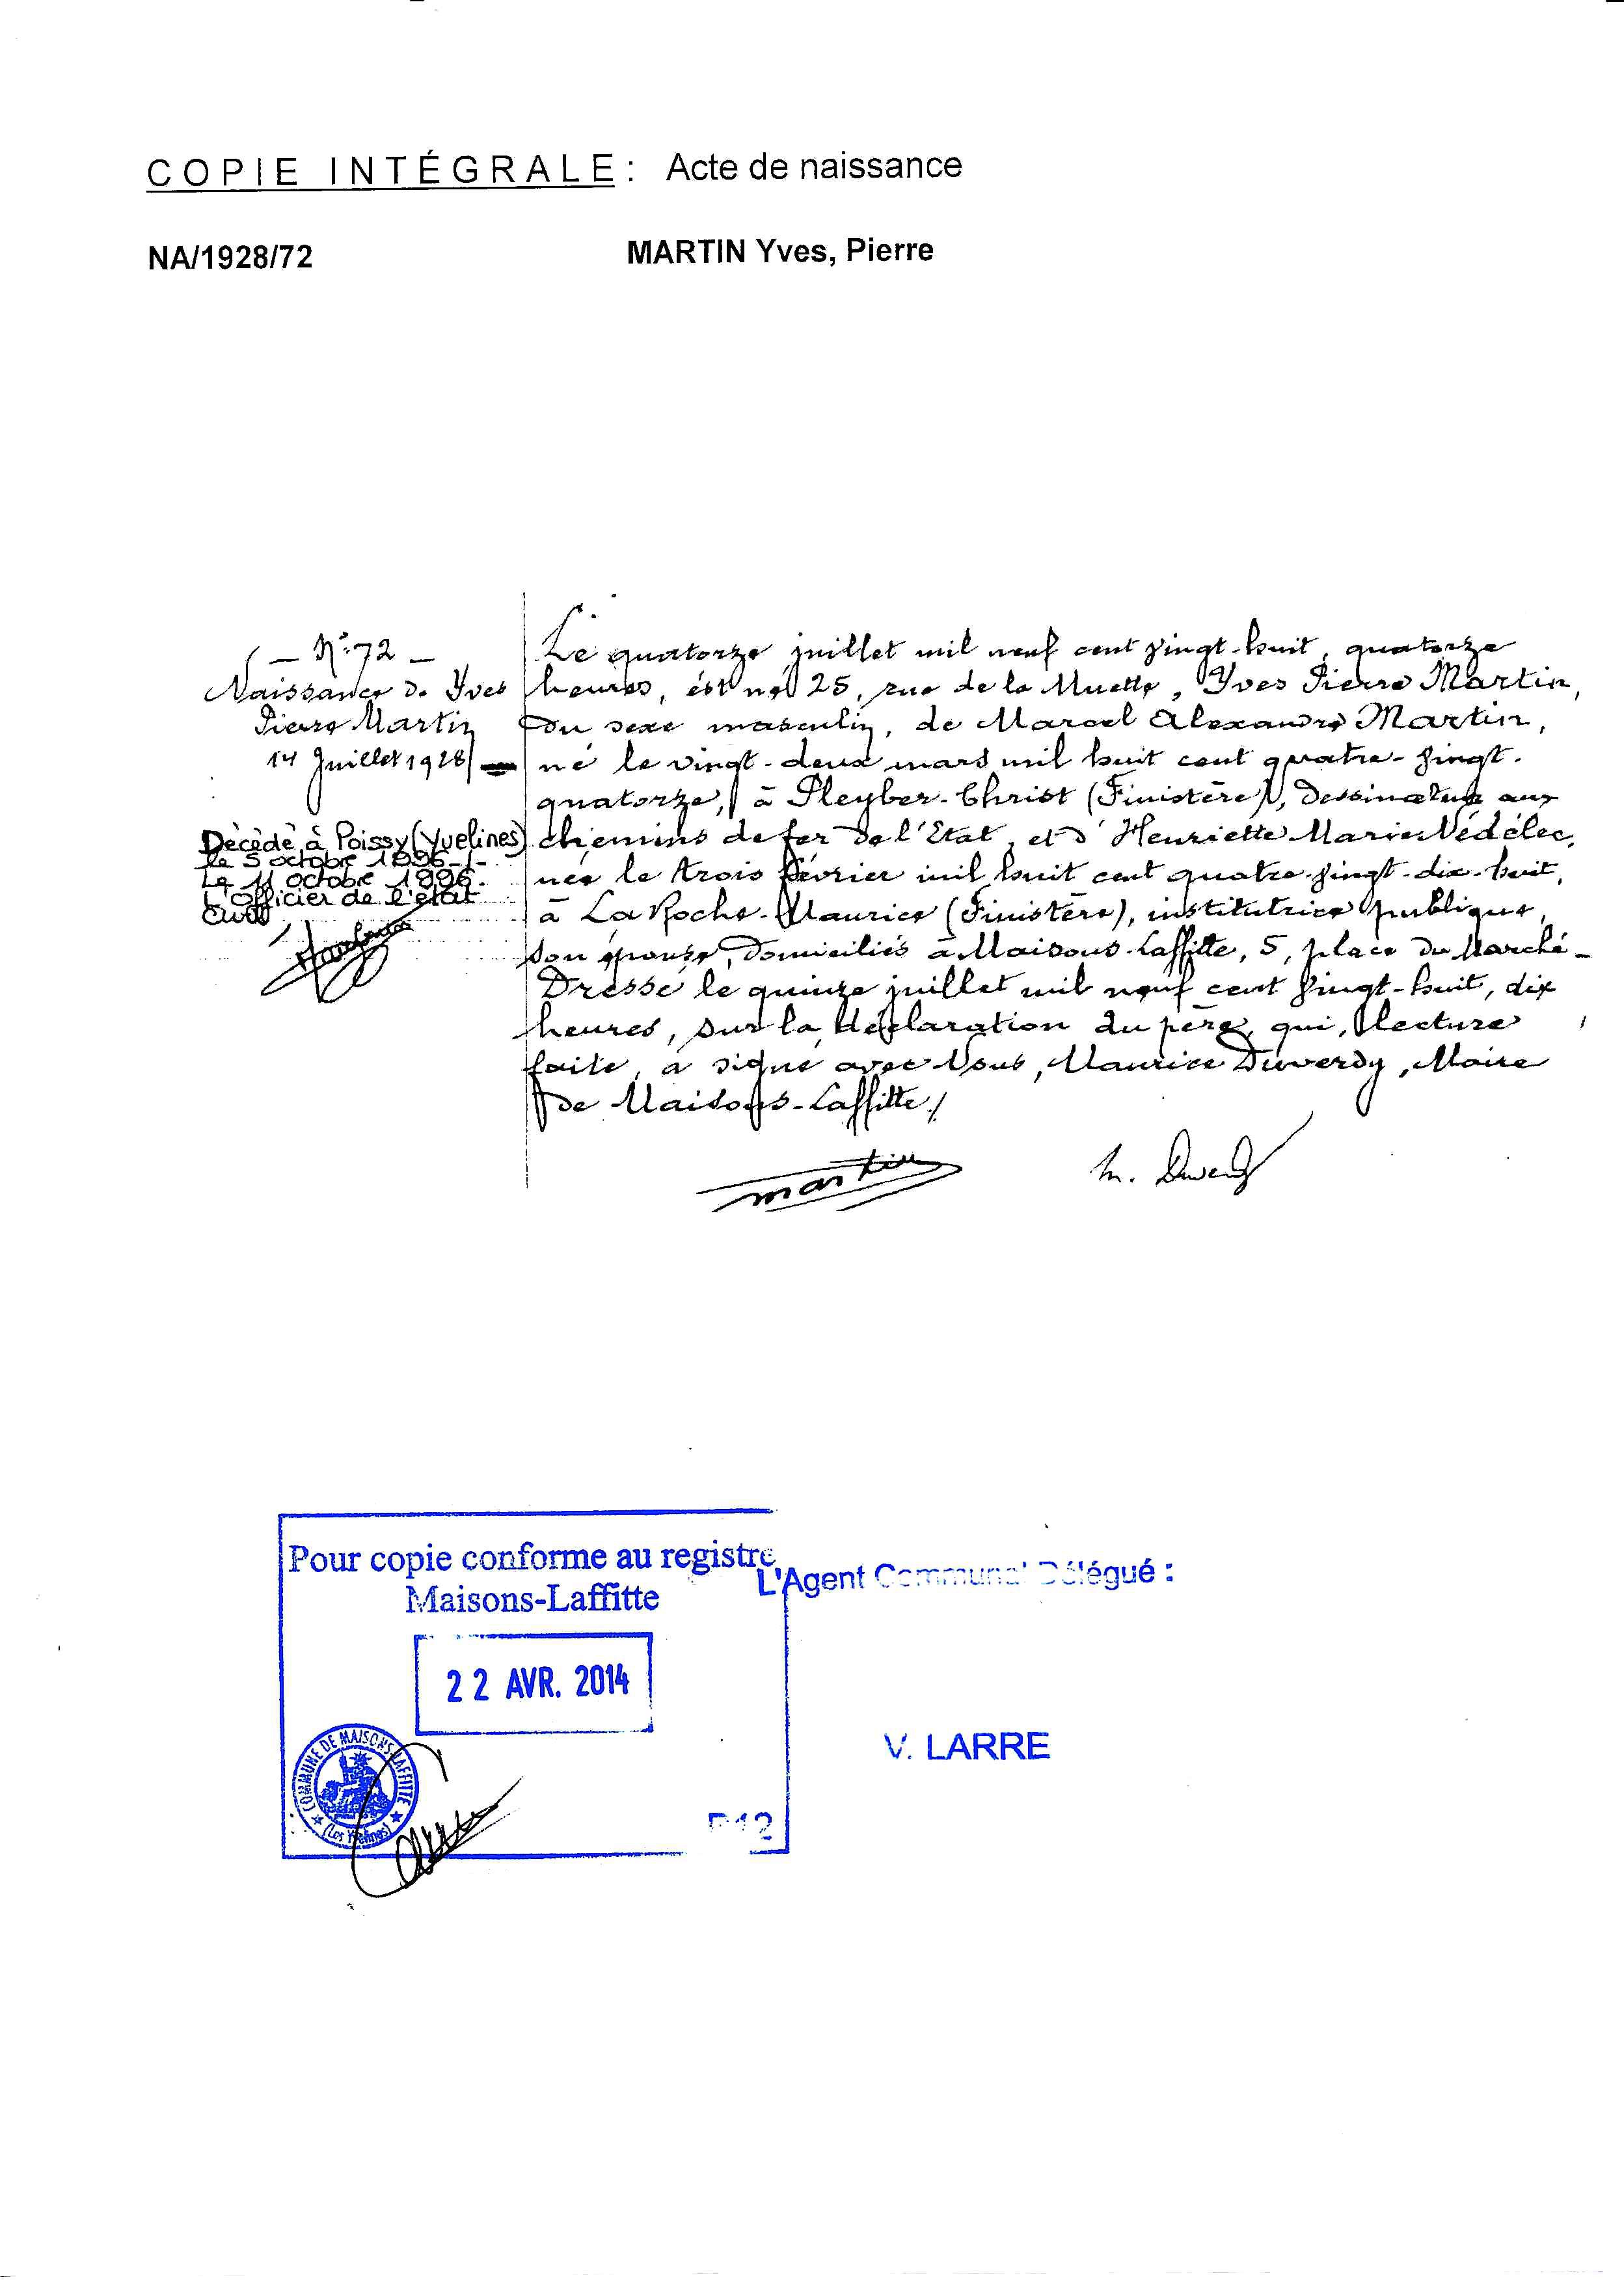 COPIE INTÉGRALE : Acte de naissance
NA/1928/72
MARTIN Yves, Pierre
— N° 72 —
Naissance de Yves
Pierre Martin
14 Juillet 1928
Décédé à Poissy (Yvelines)
le 5 octobre 1996
Le 11 octobre 1996.
L'officier de l'état
Civil
Le quatorze juillet mil neuf cent vingt-huit, quatorze
heures, est né 25, rue de la Muette, Yves Pierre Martin,
du sexe masculin, de Marcel Alexandre Martin,
né le vingt-deux mars mil huit cent quatre-vingt-
quatorze, à Pleyber-Christ (Finistère), dessinateur aux
chemins de fer de l'Etat, et d'Henriette Marie Nédélec,
née le trois février mil huit cent quatre-vingt-dix-huit,
à La Roche-Maurice (Finistère), institutrice publique,
son épouse, domiciliés à Maisons-Laffitte, 5, place du Marché —
Dressé le quinze juillet mil neuf cent vingt-huit, dix
heures, sur la déclaration du père, qui, lecture
faite, a signé avec Nous, Maurice Duverdy, Maire
de Maisons-Laffitte./
Martin
M. Duverdy
Pour copie conforme au registre
Maisons-Laffitte
22 AVR. 2014
COMMUNE DE MAISONS-LAFFITTE
(Les Yvelines)
L'Agent Communal Délégué :
V. LARRE